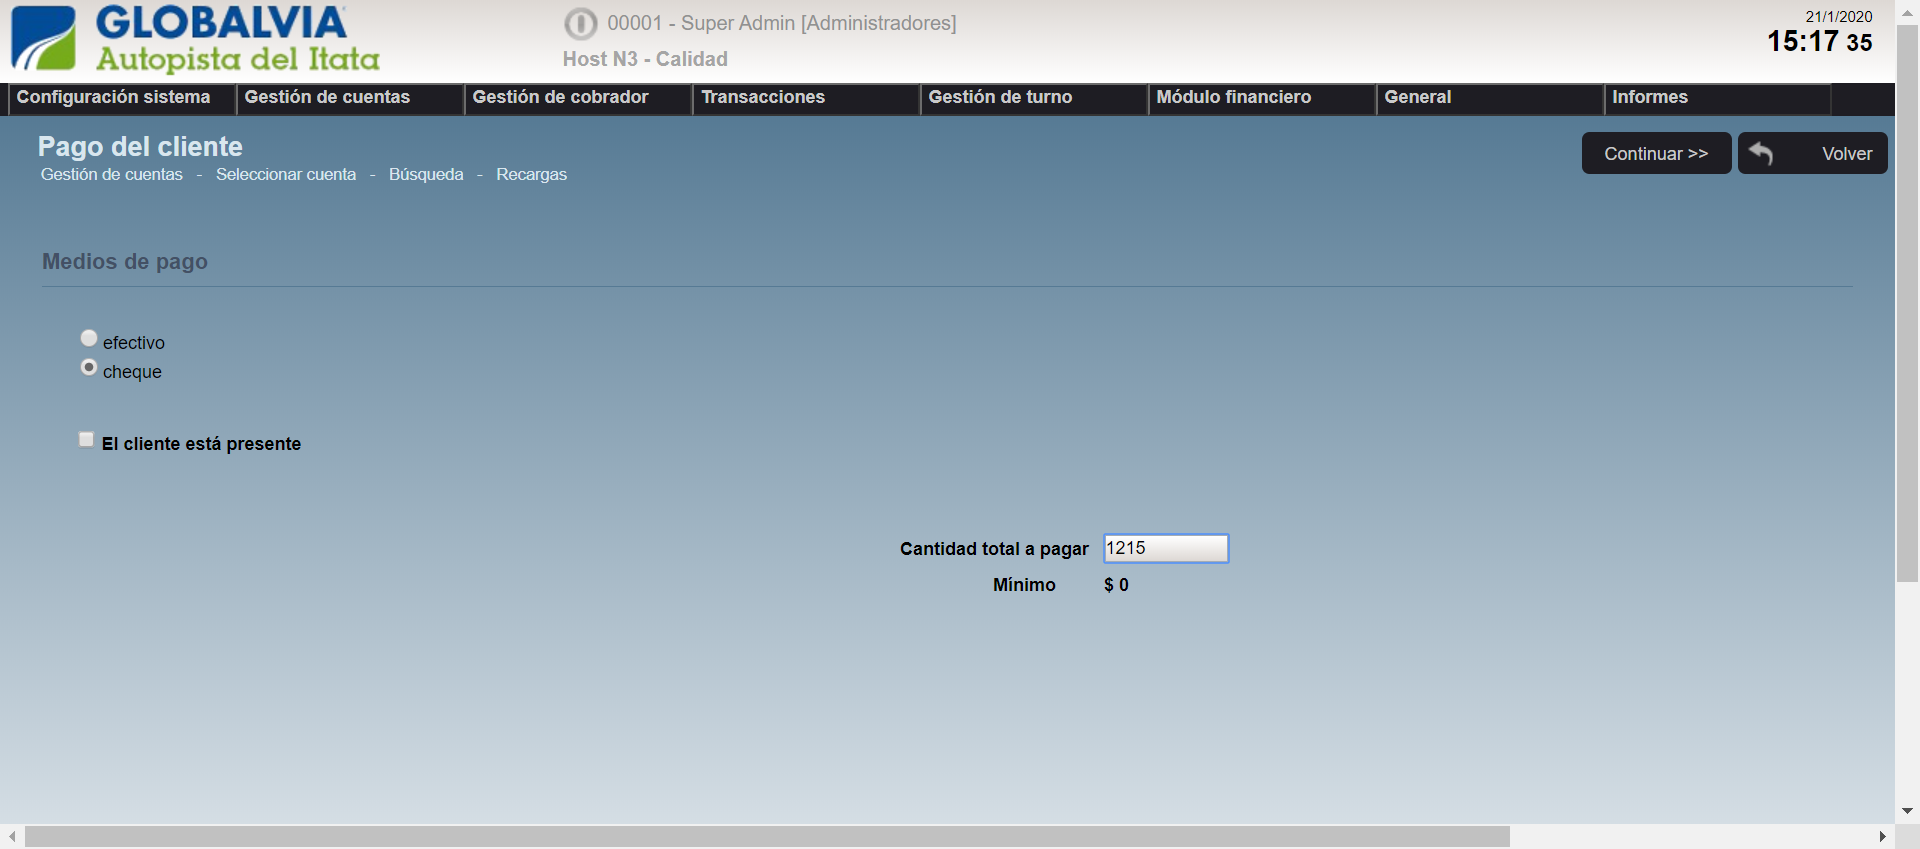 GLOBALVIA
Autopista del Itata
00001 - Super Admin [Administradores]
Host N3 - Calidad
21/1/2020
15:17 35
Configuración sistema
Gestión de cuentas
Gestión de cobrador
Transacciones
Gestión de turno
Módulo financiero
General
Informes
Pago del cliente
Gestión de cuentas - Seleccionar cuenta - Búsqueda - Recargas
Continuar >>
Volver
Medios de pago
efectivo
cheque
El cliente está presente
Cantidad total a pagar 1215
Mínimo $ 0